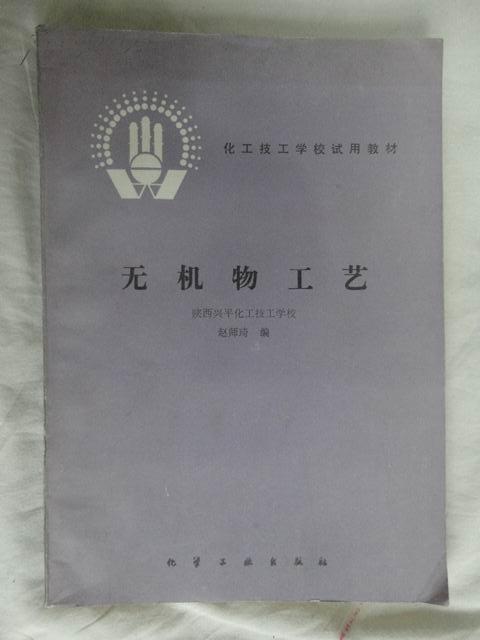 化工技工学校试用教材
无机物工艺
陕西兴平化工技工学校
赵师琦 编
化学工业出版社